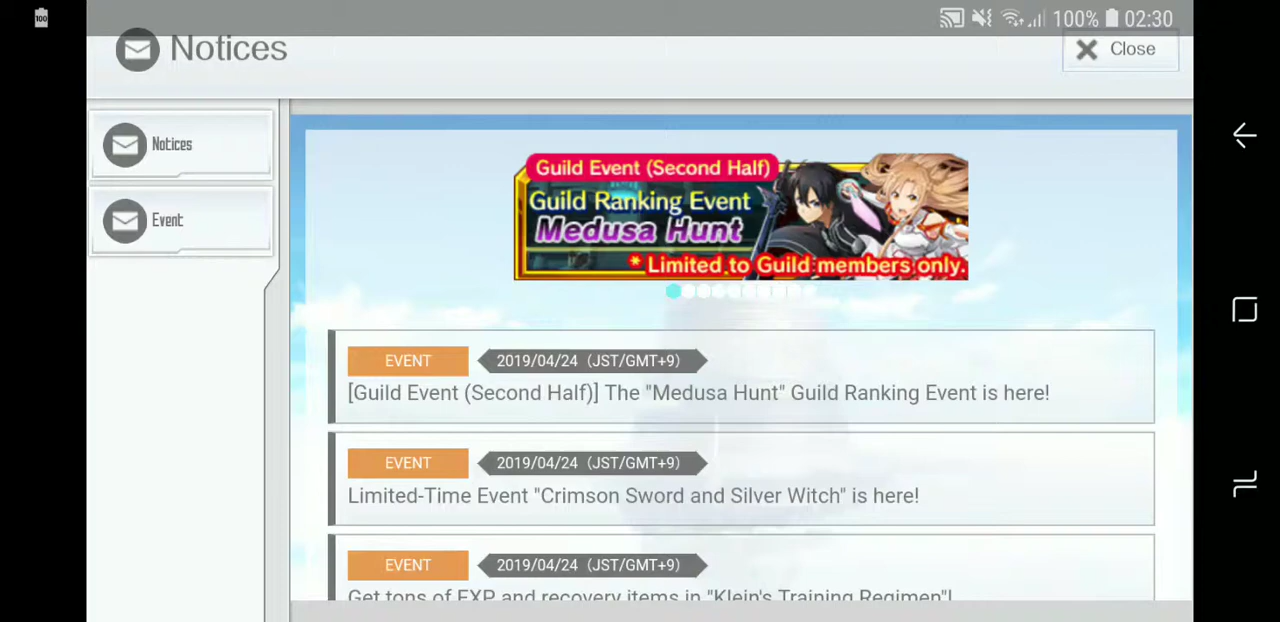 100
100% 02:30
Notices
Close
Notices
Event
Guild Event (Second Half)
Guild Ranking Event
Medusa Hunt
* Limited to Guild members only.
EVENT 2019/04/24 (JST/GMT+9)
[Guild Event (Second Half)] The "Medusa Hunt" Guild Ranking Event is here!
EVENT 2019/04/24 (JST/GMT+9)
Limited-Time Event "Crimson Sword and Silver Witch" is here!
EVENT 2019/04/24 (JST/GMT+9)
Get tons of EXP and recovery items in "Klein's Training Regimen"!